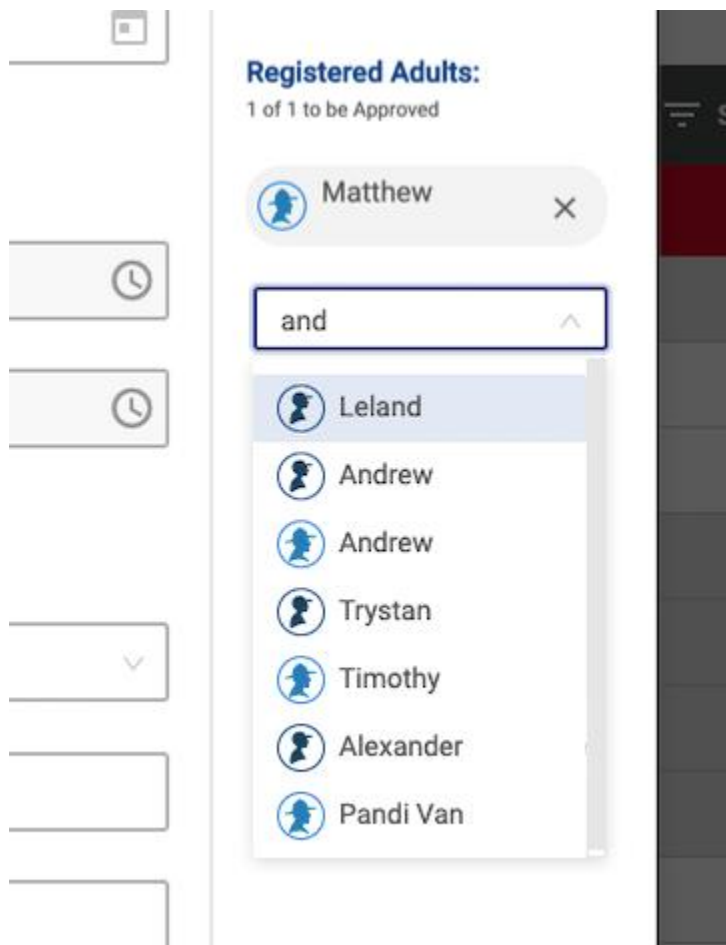 Registered Adults:
1 of 1 to be Approved
Matthew
and
Leland
Andrew
Andrew
Trystan
Timothy
Alexander
Pandi Van